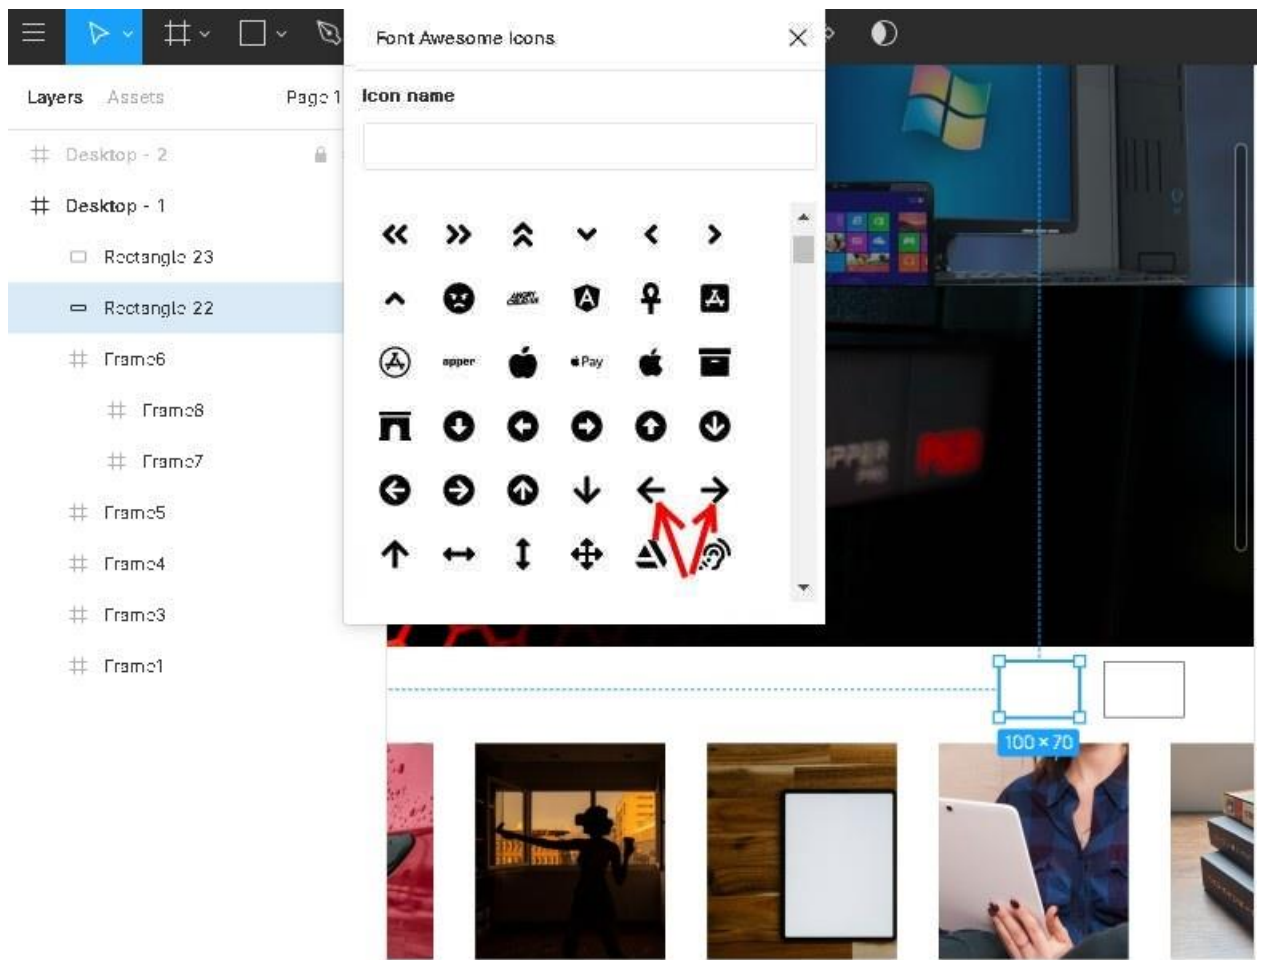 Font Awesome Icons
Layers
Assets
Page 1
Icon name
Desktop - 2
Desktop - 1
Rectangle 23
Rectangle 22
Frame6
Frame8
Frame7
Frame5
Frame4
Frame3
Frame1
apper
Pay
100 × 70